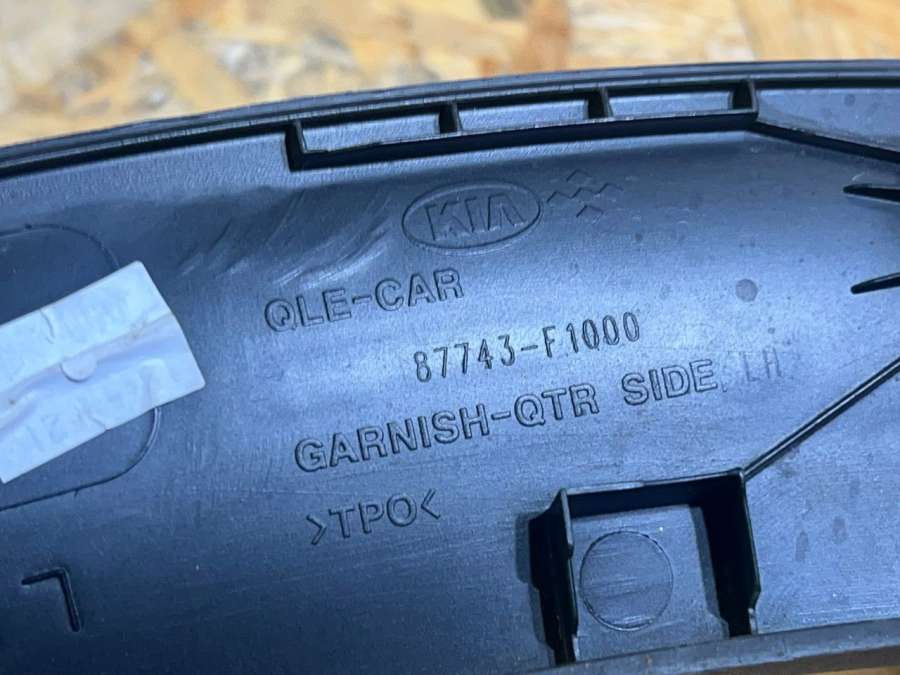 KIA
QLE-CAR
87743-F1000
GARNISH-QTR SIDE, LH
>TPO<
L